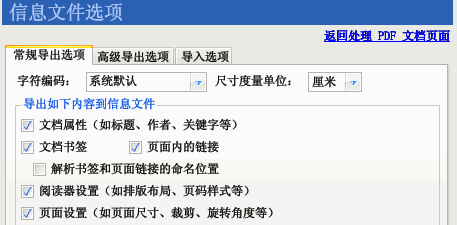 信息文件选项
返回处理 PDF 文档页面
常规导出选项 高级导出选项 导入选项
字符编码： 系统默认 尺寸度量单位： 厘米
导出如下内容到信息文件
文档属性（如标题、作者、关键字等）
文档书签 页面内的链接
解析书签和页面链接的命名位置
阅读器设置（如排版布局、页码样式等）
页面设置（如页面尺寸、裁剪、旋转角度等）